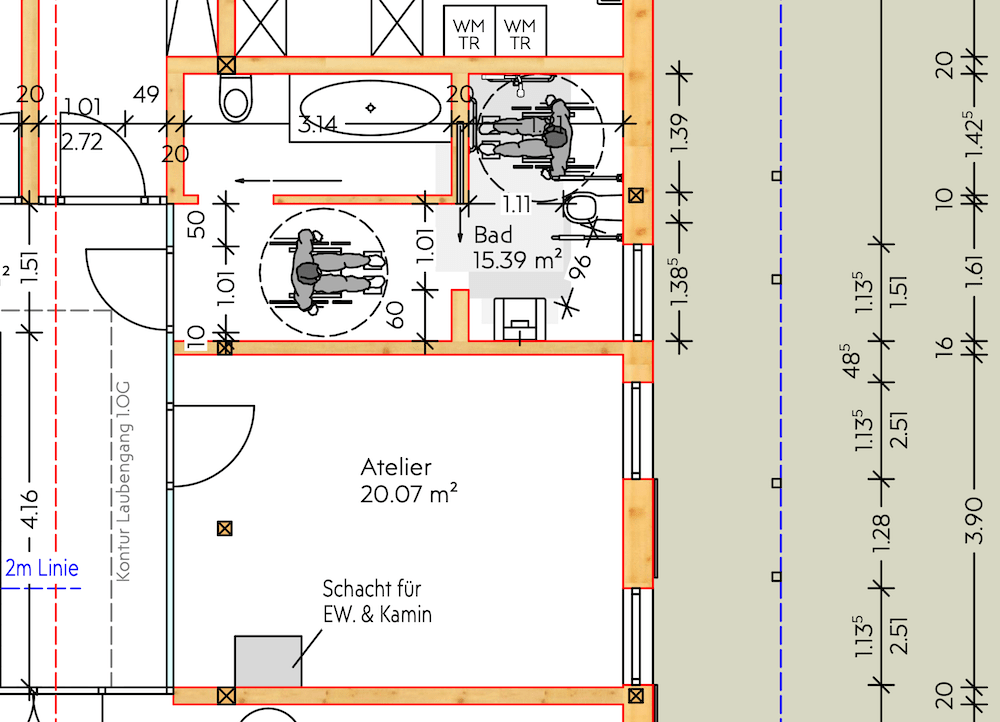 WM
TR
WM
TR
20
1.01
49
20
2.72
3.14
20
1.39
20
1.42⁵
10
1.11
50
1.01
Bad
15.39 m²
96
1.38⁵
1.51
²
1.01
60
10
1.61
1.13⁵
1.51
16
48⁵
1.13⁵
2.51
Kontur Laubengang 1.OG
Atelier
20.07 m²
4.16
1.28
3.90
2m Linie
Schacht für
EW. & Kamin
1.13⁵
2.51
20